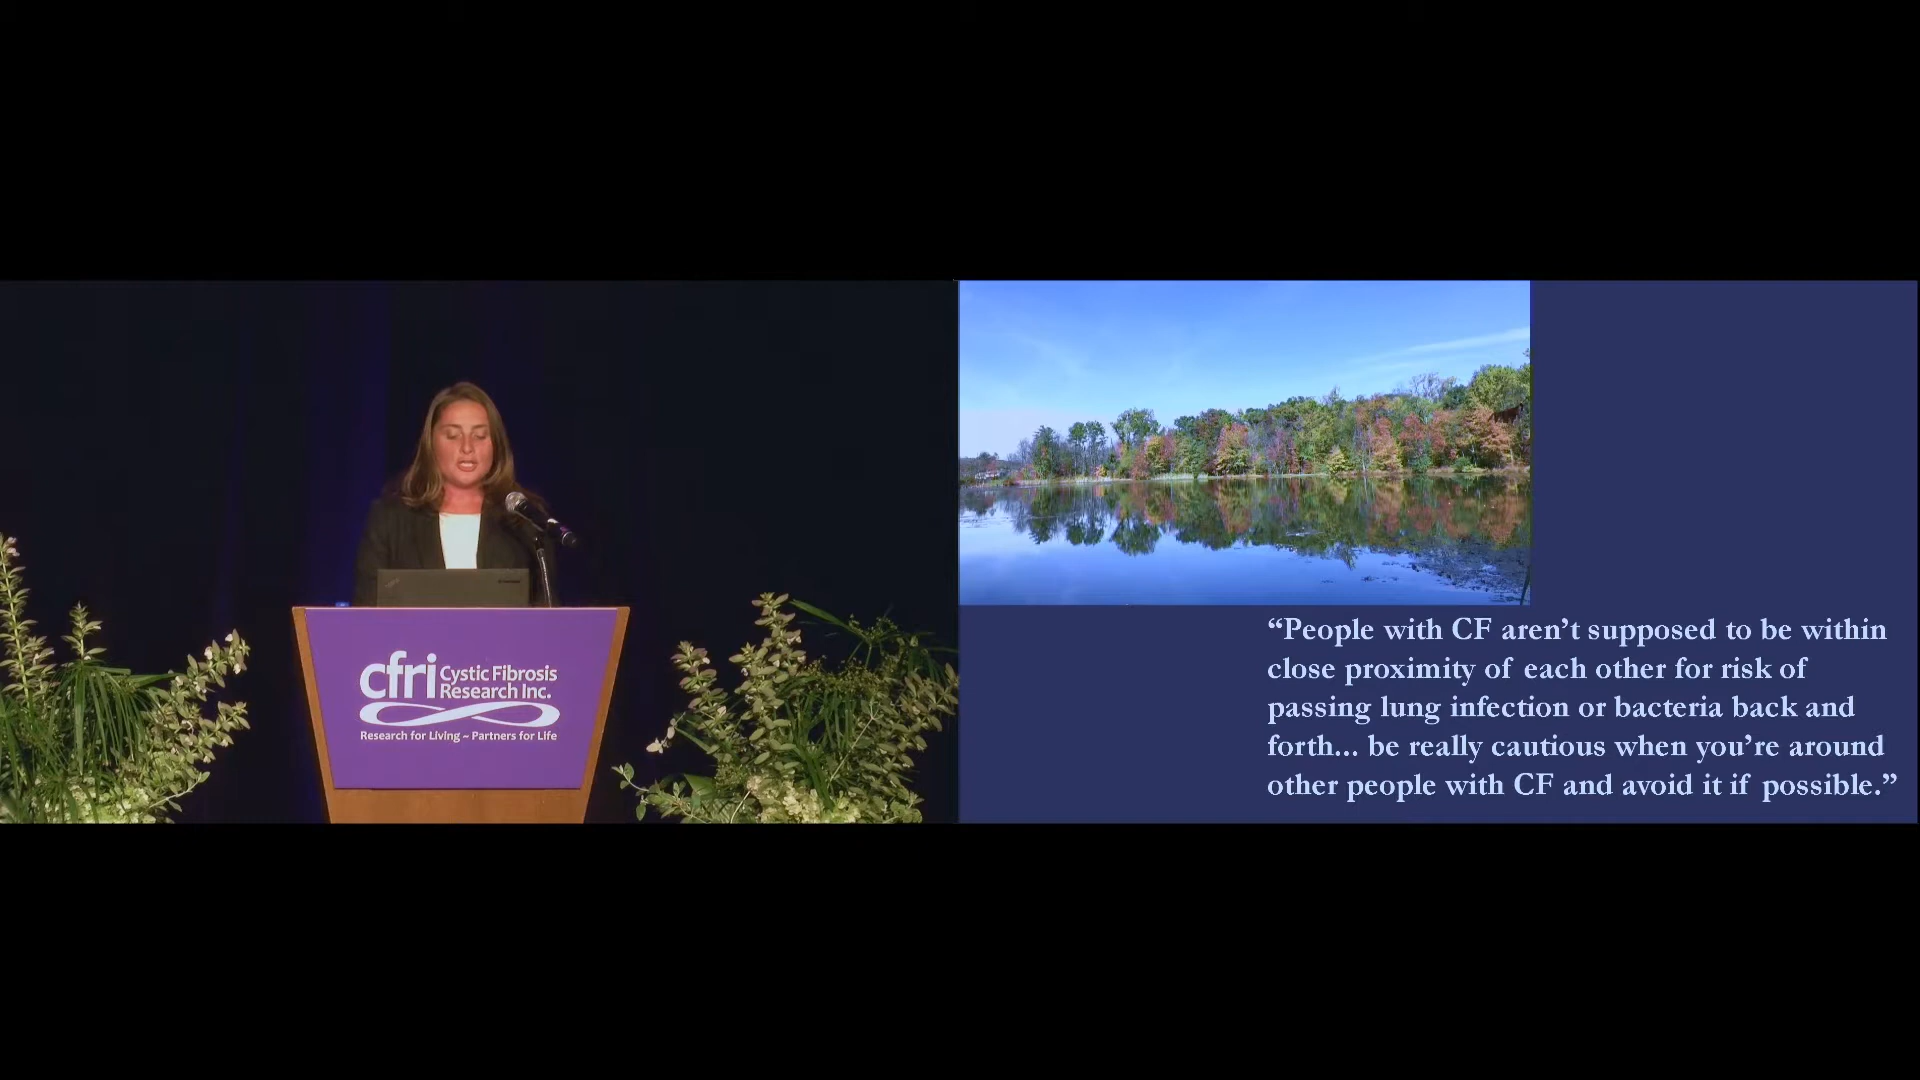 cfri Cystic Fibrosis
Research Inc.
Research for Living ~ Partners for Life
“People with CF aren’t supposed to be within
close proximity of each other for risk of
passing lung infection or bacteria back and
forth... be really cautious when you’re around
other people with CF and avoid it if possible.”